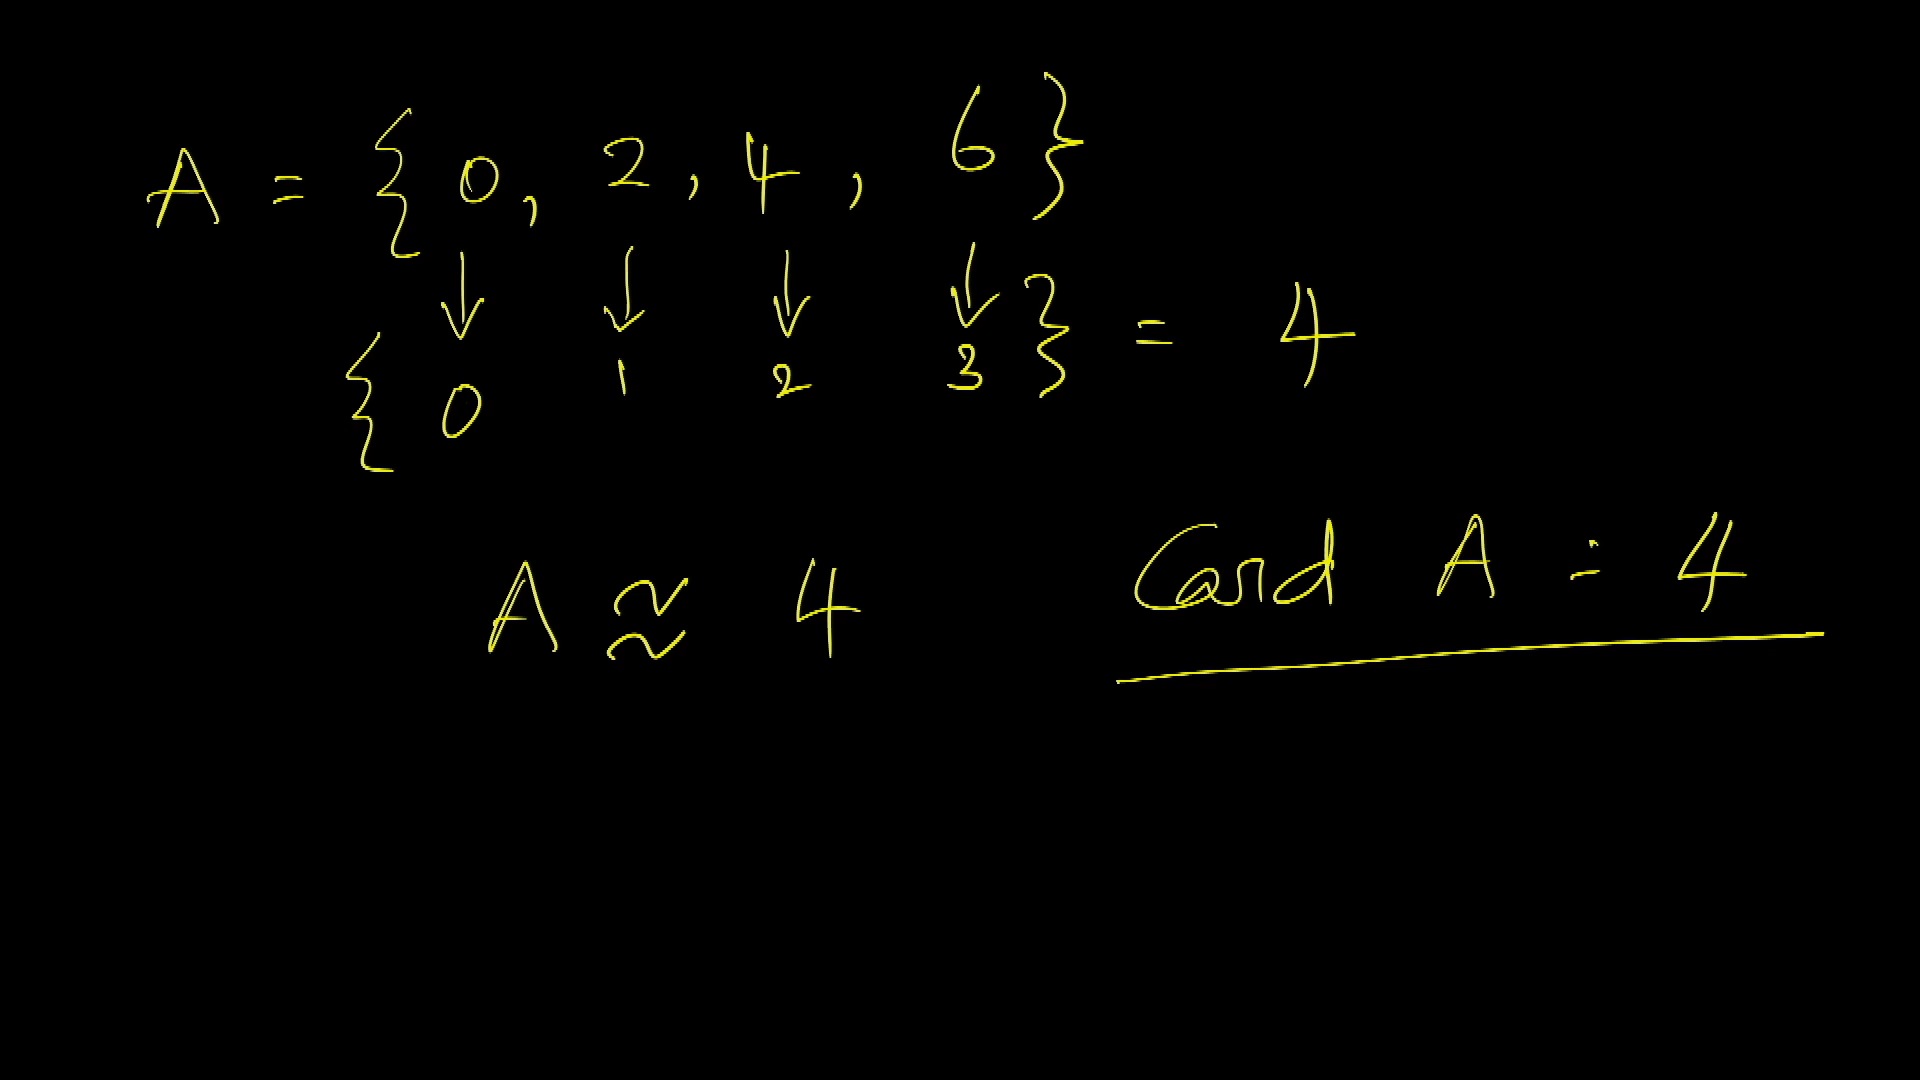 A = { 0, 2, 4, 6 }
↓ ↓ ↓ ↓
{ 0 1 2 3 } = 4
A ≈ 4 Card A = 4